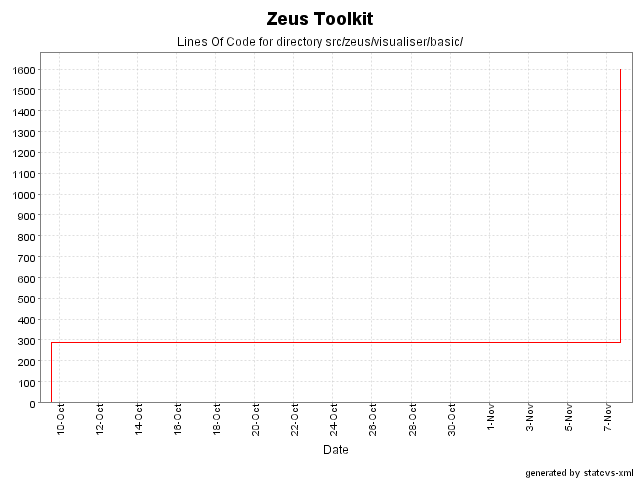 Zeus Toolkit
Lines Of Code for directory src/zeus/visualiser/basic/
1600
1500
1400
1300
1200
1100
1000
900
800
700
600
500
400
300
200
100
0
10-Oct
12-Oct
14-Oct
16-Oct
18-Oct
20-Oct
22-Oct
24-Oct
26-Oct
28-Oct
30-Oct
1-Nov
3-Nov
5-Nov
7-Nov
Date
generated by statcvs-xml